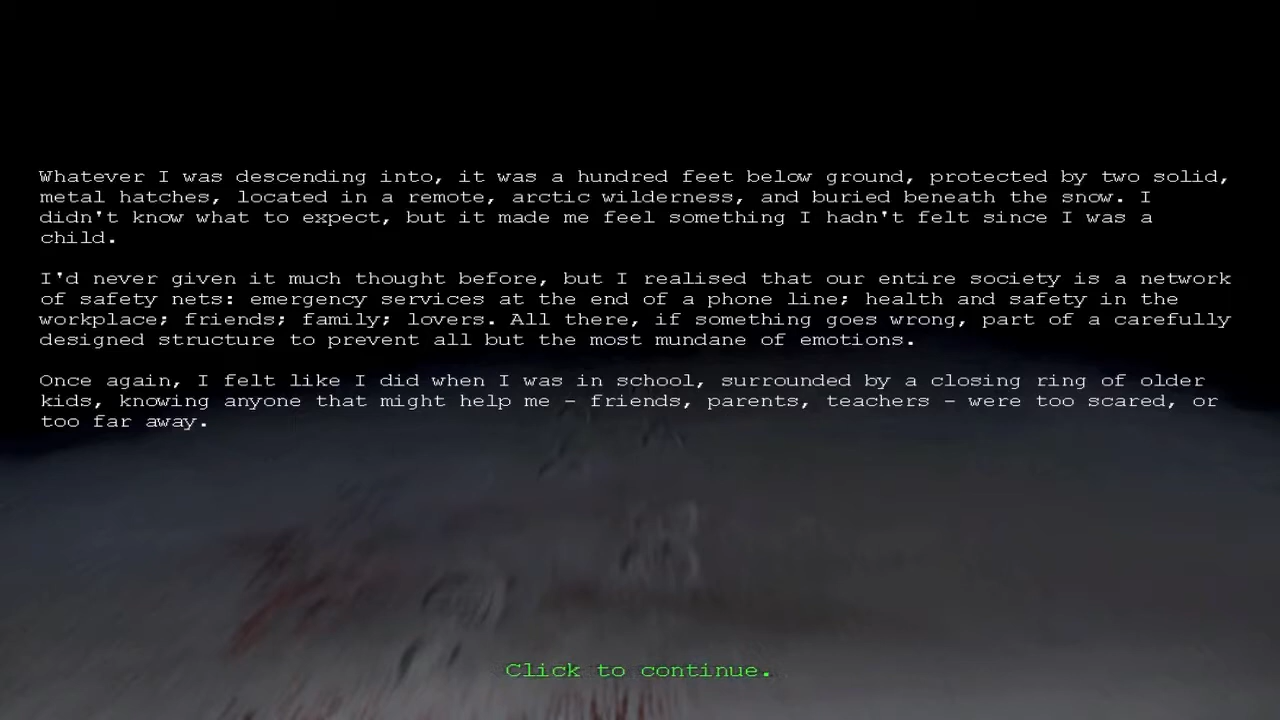 Whatever I was descending into, it was a hundred feet below ground, protected by two solid,
metal hatches, located in a remote, arctic wilderness, and buried beneath the snow. I
didn't know what to expect, but it made me feel something I hadn't felt since I was a
child.
I'd never given it much thought before, but I realised that our entire society is a network
of safety nets: emergency services at the end of a phone line; health and safety in the
workplace; friends; family; lovers. All there, if something goes wrong, part of a carefully
designed structure to prevent all but the most mundane of emotions.
Once again, I felt like I did when I was in school, surrounded by a closing ring of older
kids, knowing anyone that might help me - friends, parents, teachers - were too scared, or
too far away.
Click to continue.